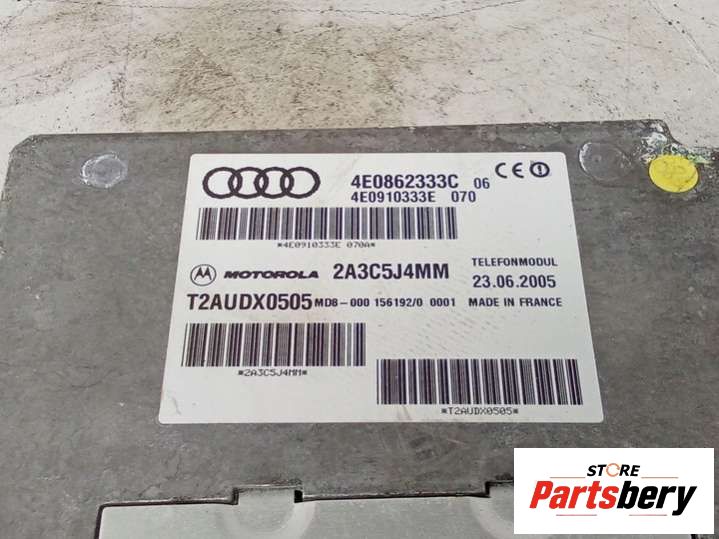 4E0862333C 06
4E0910333E 070
*4E0910333E 070A*
MOTOROLA 2A3C5J4MM
TELEFONMODUL
23.06.2005
T2AUDX0505 MD8-000 156192/0 0001 MADE IN FRANCE
*2A3C5J4MM*
*T2AUDX0505*
STORE
Partsbery